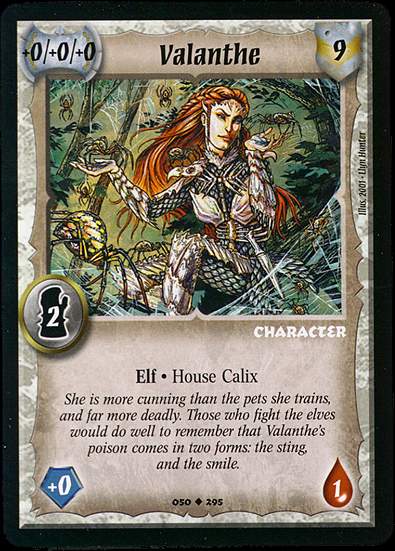 +0/+0/+0
Valanthe
9
Illus. 2001 • Llyn Hunter
2
CHARACTER
Elf • House Calix
She is more cunning than the pets she trains,
and far more deadly. Those who fight the elves
would do well to remember that Valanthe's
poison comes in two forms: the sting,
and the smile.
+0
050 ◆ 295
1